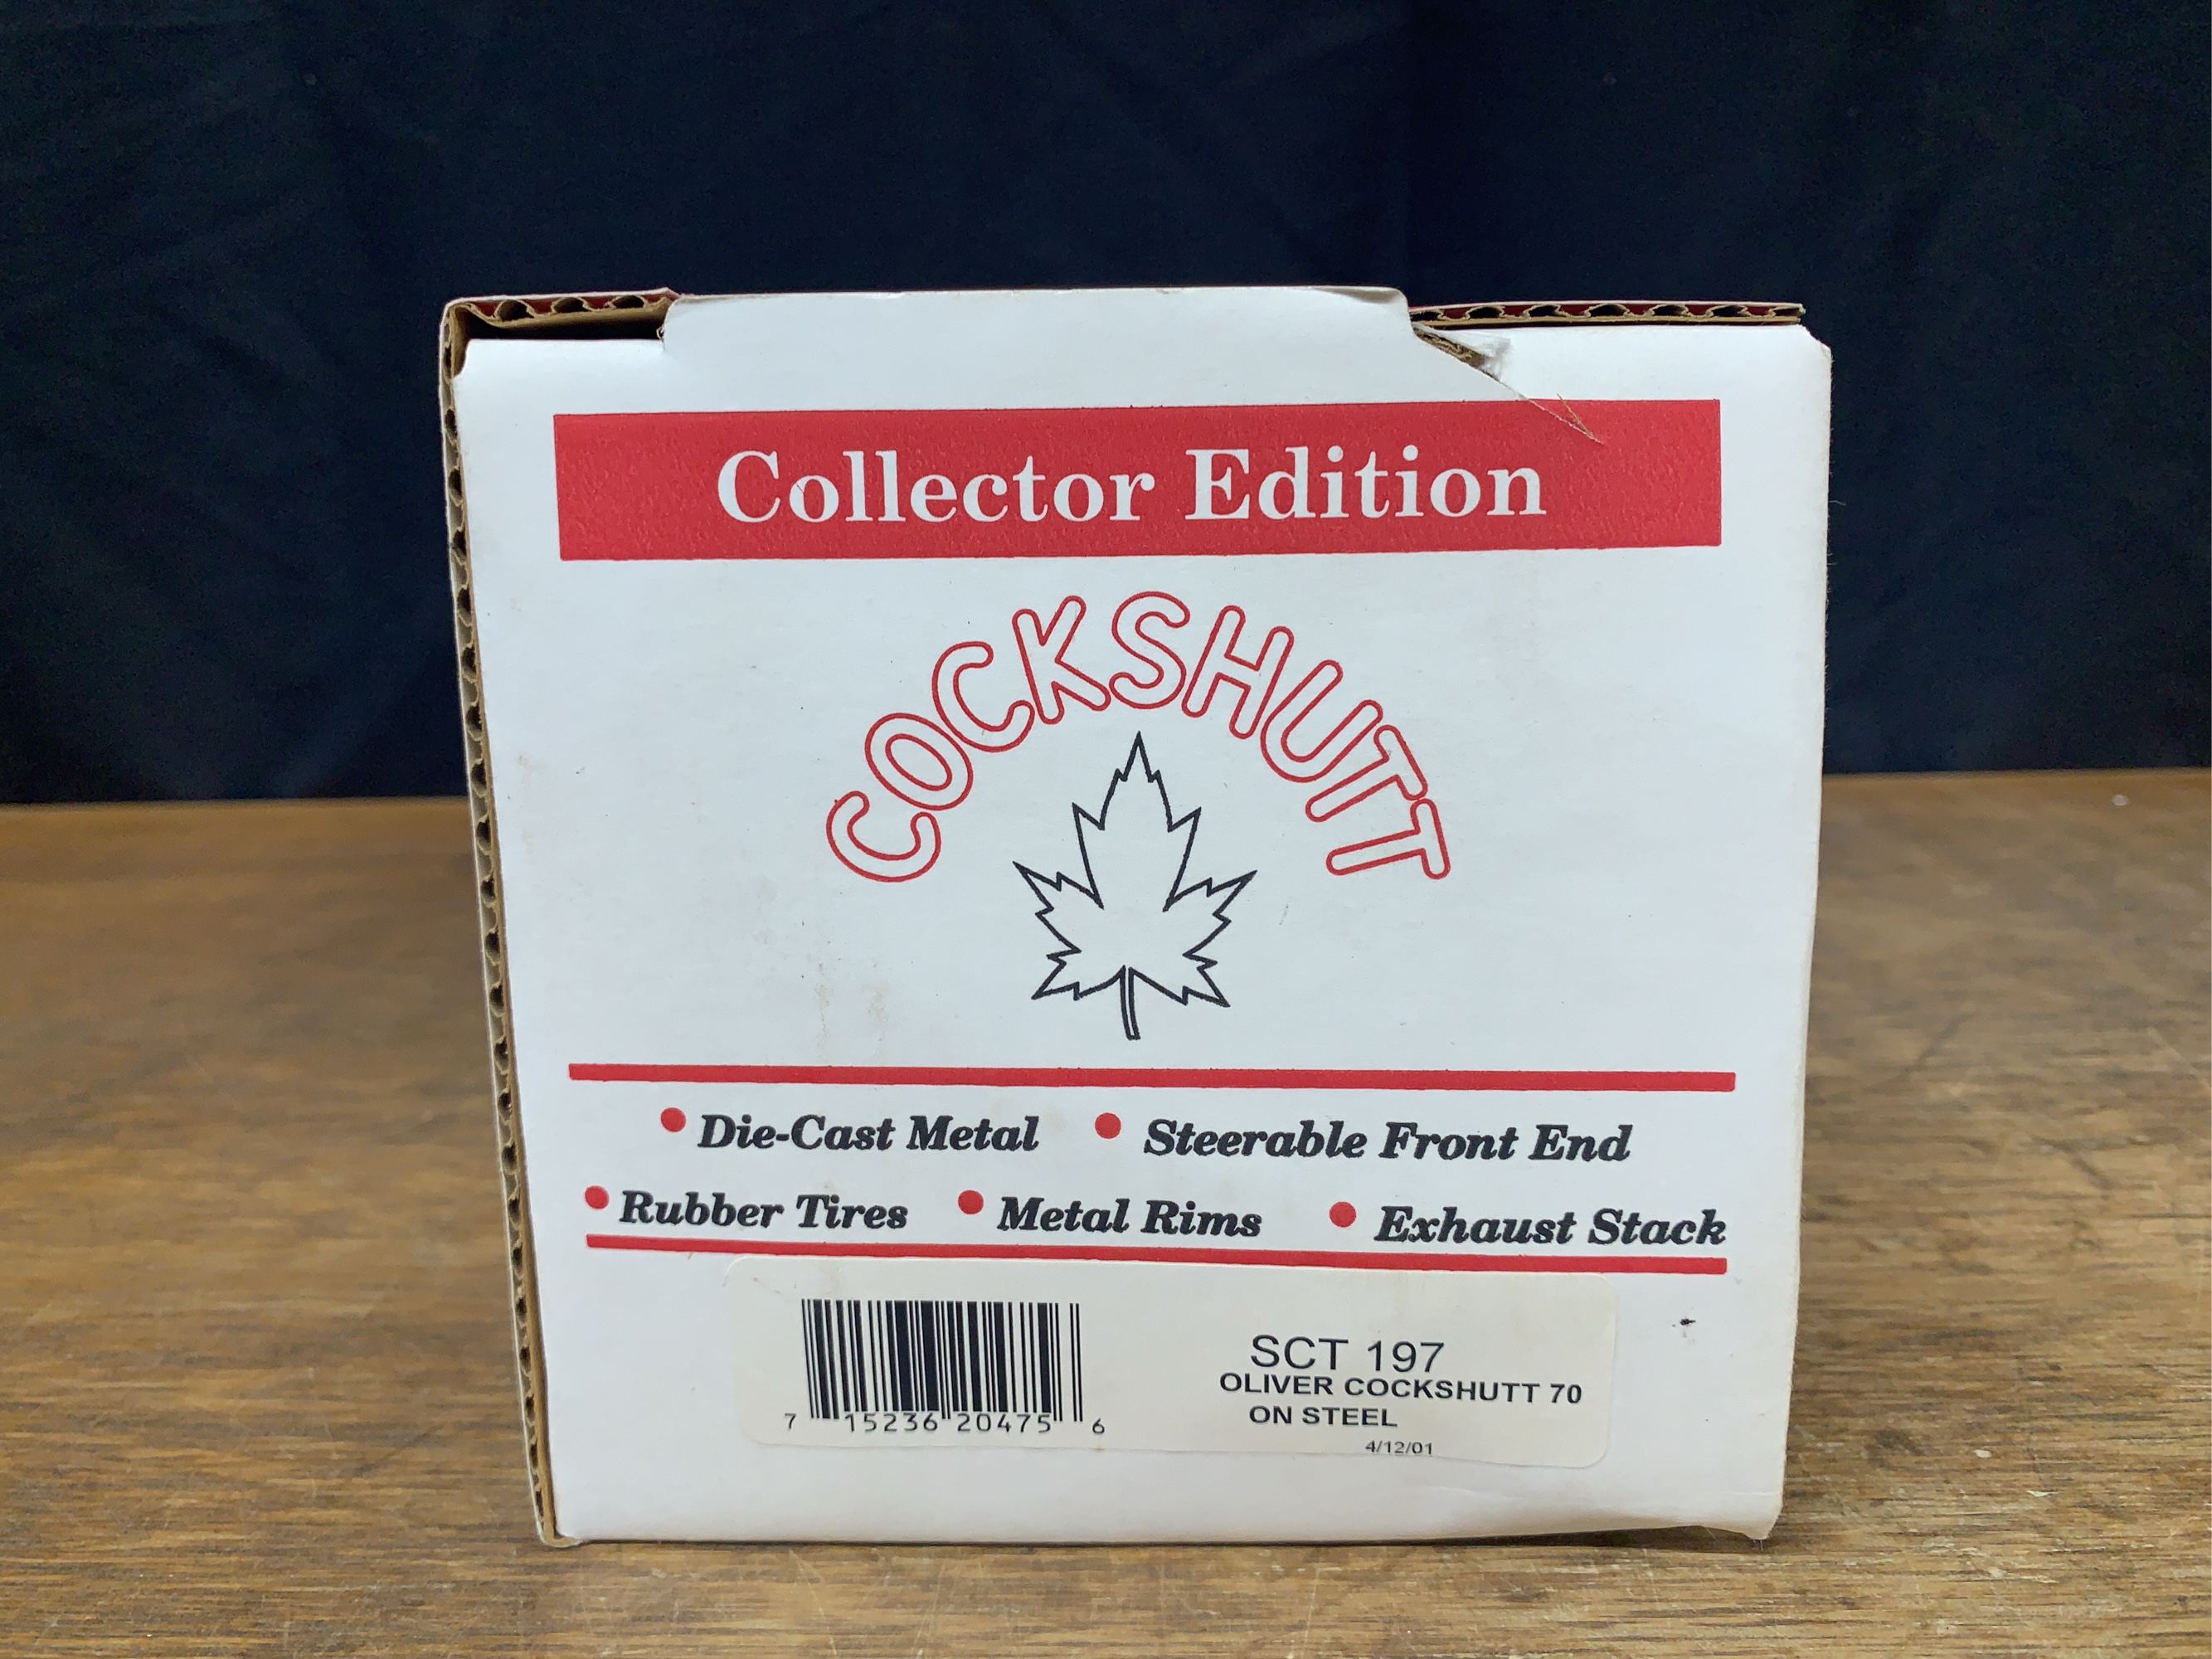 Collector Edition
COCKSHUTT
• Die-Cast Metal • Steerable Front End
• Rubber Tires • Metal Rims • Exhaust Stack
SCT 197
OLIVER COCKSHUTT 70
ON STEEL
4/12/01
7 15236 20475 6